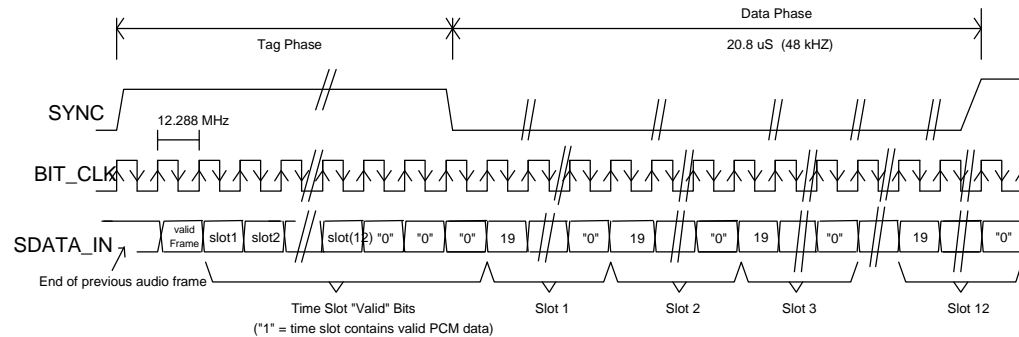 Data Phase
Tag Phase
20.8 uS (48 kHZ)
SYNC
12.288 MHz
BIT_CLK
SDATA_IN
valid Frame slot1 slot2 slot(12) "0" "0" "0" 19 "0" 19 "0" 19 "0" 19 "0"
End of previous audio frame
Time Slot "Valid" Bits
("1" = time slot contains valid PCM data)
Slot 1
Slot 2
Slot 3
Slot 12